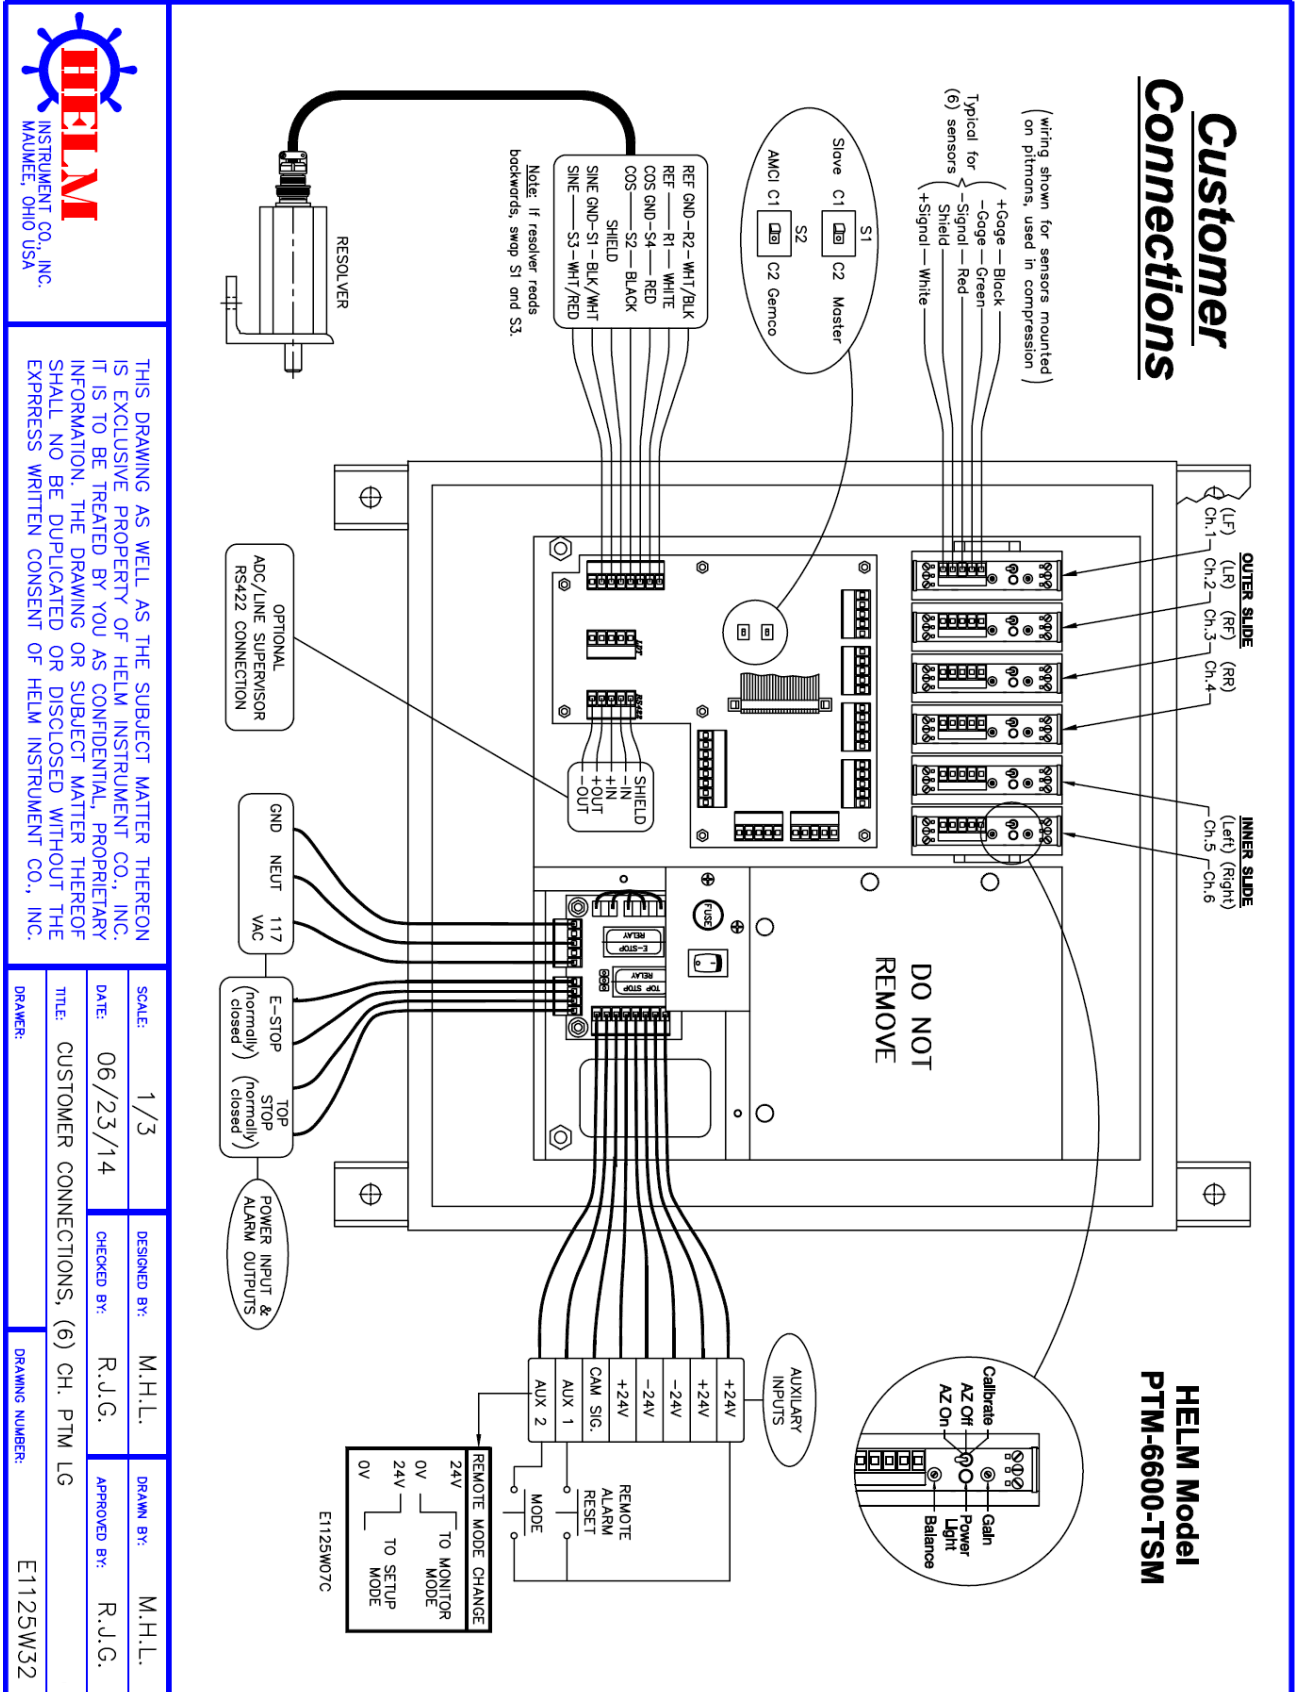 Customer
Connections
HELM Model
PTM-6600-TSM
(wiring shown for sensors mounted
on pitmans, used in compression)
Typical for
(6) sensors
+Gage — Black
-Gage — Green
-Signal — Red
Shield
+Signal — White
OUTER SLIDE
(LF) (LR) (RF) (RR)
Ch.1 Ch.2 Ch.3 Ch.4
INNER SLIDE
(Left) (Right)
Ch.5 Ch.6
S1
Slave C1 C2 Master
S2
AMCI C1 C2 Gemco
REF GND—R2—WHT/BLK
REF — R1 — WHITE
COS GND—S4 — RED
COS — S2 — BLACK
SHIELD
SINE GND—S1—BLK/WHT
SINE — S3—WHT/RED
Note: If resolver reads
backwards, swap S1 and S3.
RESOLVER
LDT
RS422
SHIELD
-IN
+IN
+OUT
-OUT
OPTIONAL
ADC/LINE SUPERVISOR
RS422 CONNECTION
DO NOT
REMOVE
FUSE
E-STOP
RELAY
TOP STOP
RELAY
Calibrate
AZ Off
AZ On
Gain
Power
Light
Balance
GND NEUT 117
VAC
E-STOP
(normally
closed)
TOP
STOP
(normally
closed)
POWER INPUT &
ALARM OUTPUTS
AUXILARY
INPUTS
+24V
+24V
-24V
-24V
+24V
CAM SIG.
AUX 1
AUX 2
REMOTE
ALARM
RESET
MODE
REMOTE MODE CHANGE
24V
0V
TO MONITOR
MODE
24V
0V
TO SETUP
MODE
E1125W07C
HELM
INSTRUMENT CO., INC.
MAUMEE, OHIO USA
THIS DRAWING AS WELL AS THE SUBJECT MATTER THEREON
IS EXCLUSIVE PROPERTY OF HELM INSTRUMENT CO., INC.
IT IS TO BE TREATED BY YOU AS CONFIDENTIAL, PROPRIETARY
INFORMATION. THE DRAWING OR SUBJECT MATTER THEREOF
SHALL NO BE DUPLICATED OR DISCLOSED WITHOUT THE
EXPRRESS WRITTEN CONSENT OF HELM INSTRUMENT CO., INC.
SCALE: 1/3
DESIGNED BY: M.H.L.
DRAWN BY: M.H.L.
DATE: 06/23/14
CHECKED BY: R.J.G.
APPROVED BY: R.J.G.
TITLE: CUSTOMER CONNECTIONS, (6) CH. PTM LG
DRAWER:
DRAWING NUMBER: E1125W32